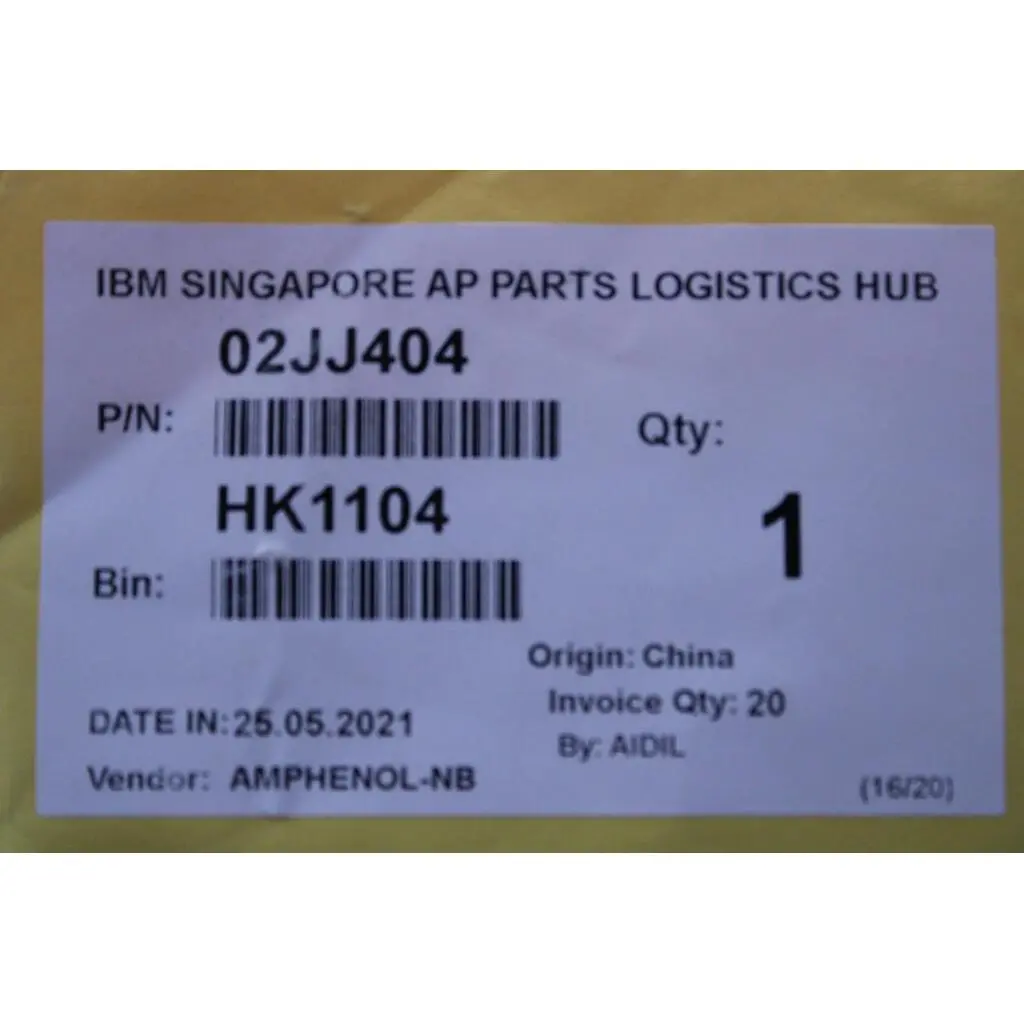 IBM SINGAPORE AP PARTS LOGISTICS HUB
02JJ404
P/N:
Qty:
HK1104
1
Bin:
Origin: China
Invoice Qty: 20
DATE IN: 25.05.2021
By: AIDIL
Vendor: AMPHENOL-NB
(16/20)